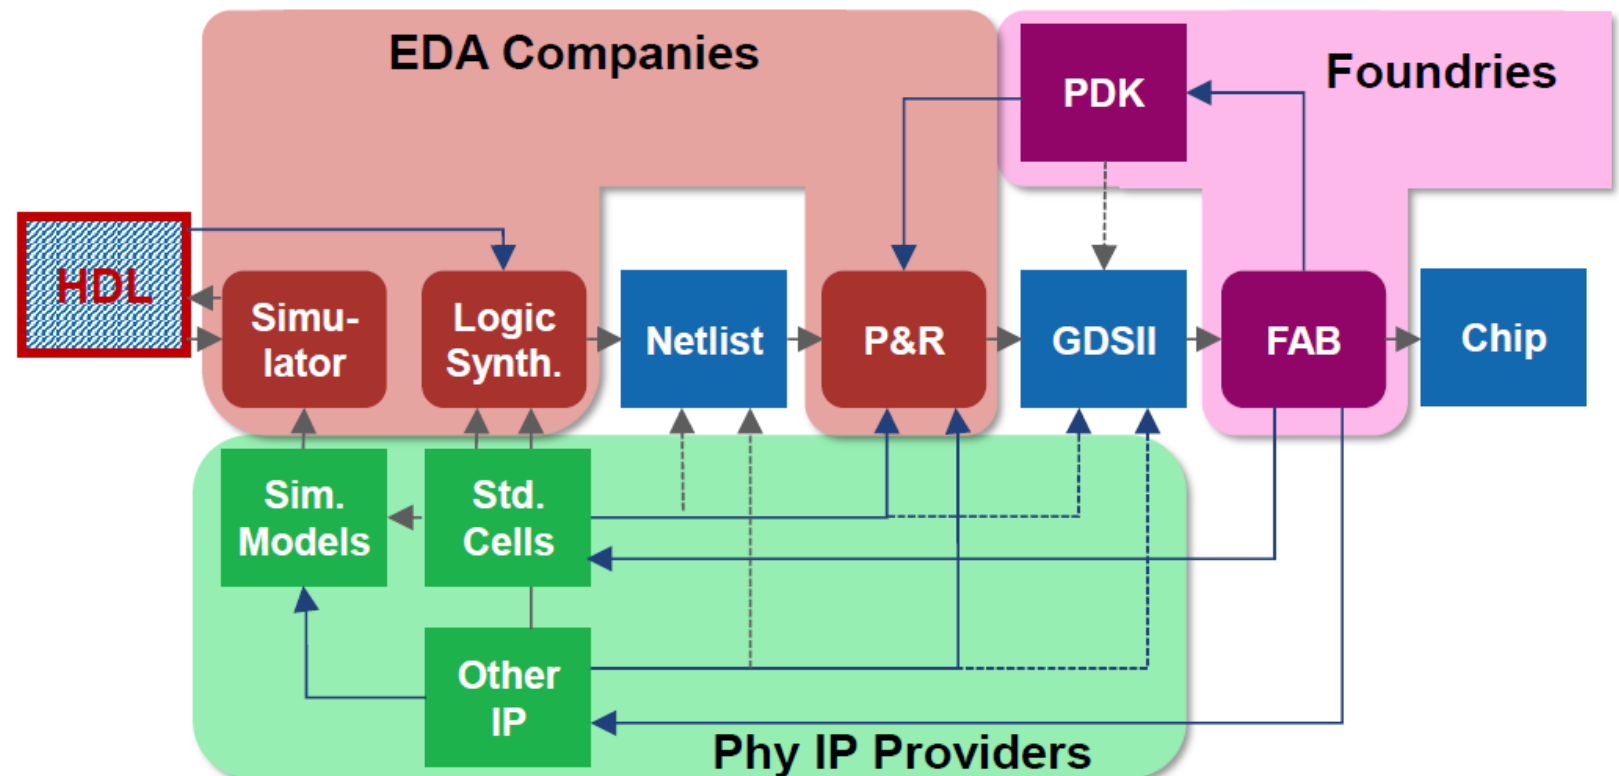 EDA Companies
Foundries
PDK
HDL
Simu-
lator
Logic
Synth.
Netlist
P&R
GDSII
FAB
Chip
Sim.
Models
Std.
Cells
Other
IP
Phy IP Providers